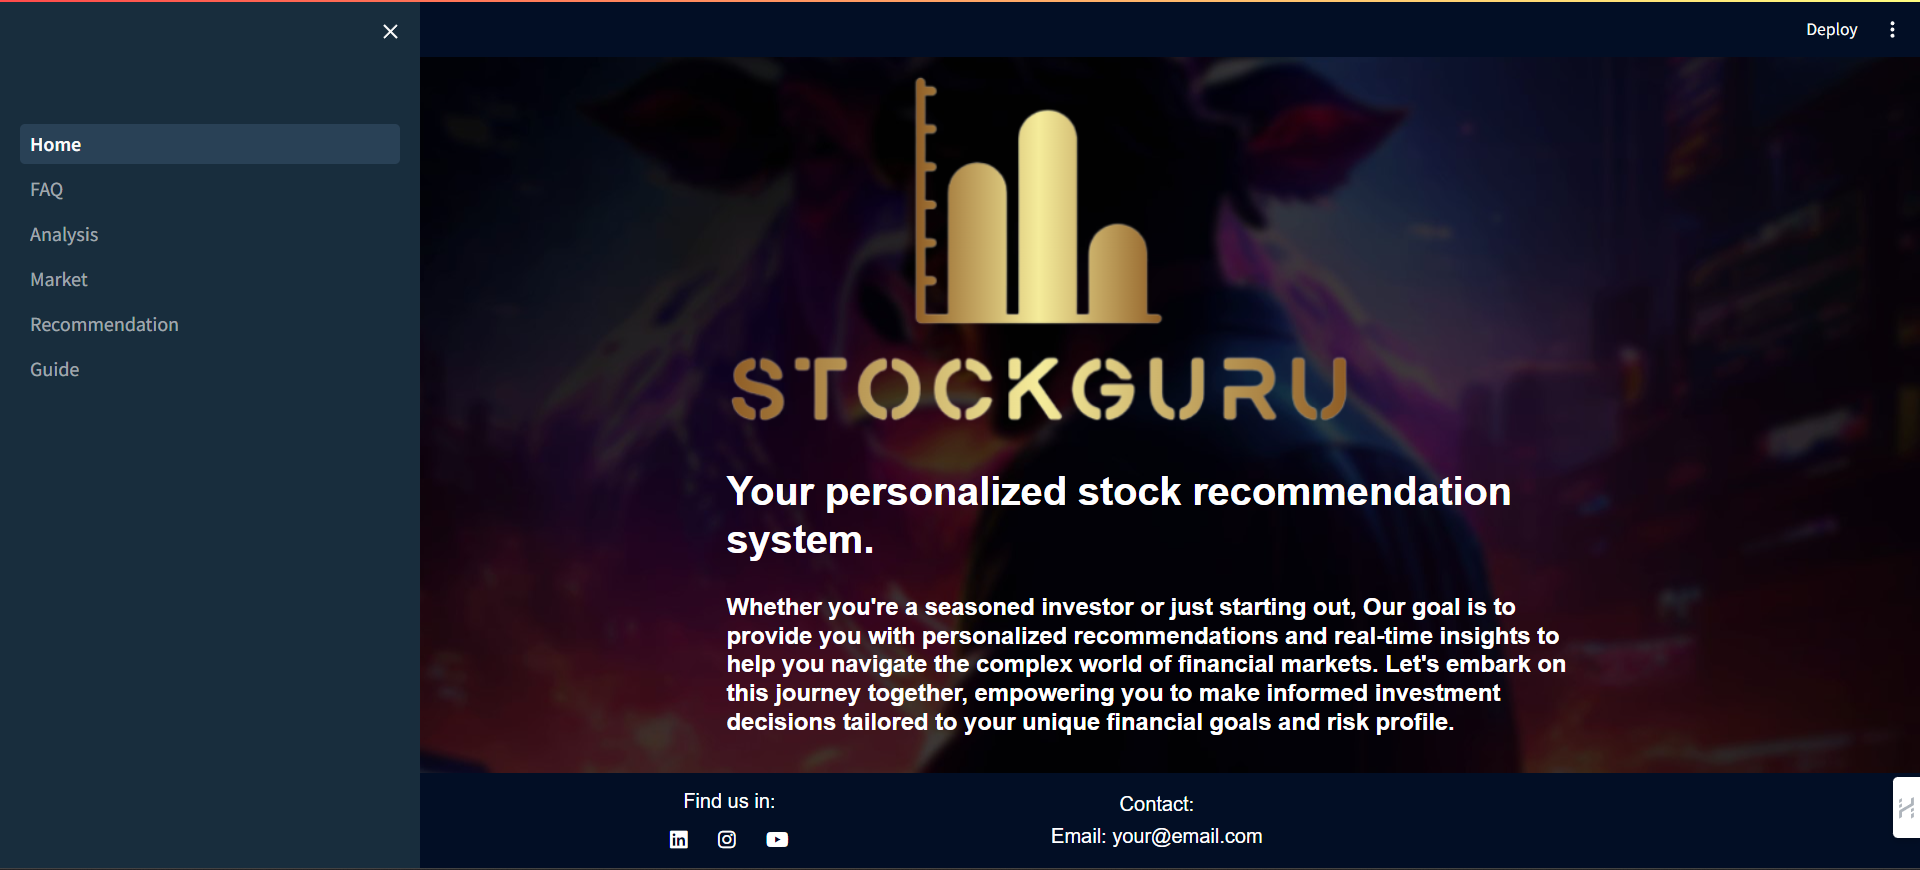 Deploy
Home
FAQ
Analysis
Market
Recommendation
Guide
STOCKGURU
Your personalized stock recommendation
system.
Whether you're a seasoned investor or just starting out, Our goal is to
provide you with personalized recommendations and real-time insights to
help you navigate the complex world of financial markets. Let's embark on
this journey together, empowering you to make informed investment
decisions tailored to your unique financial goals and risk profile.
Find us in:
Contact:
Email: your@email.com